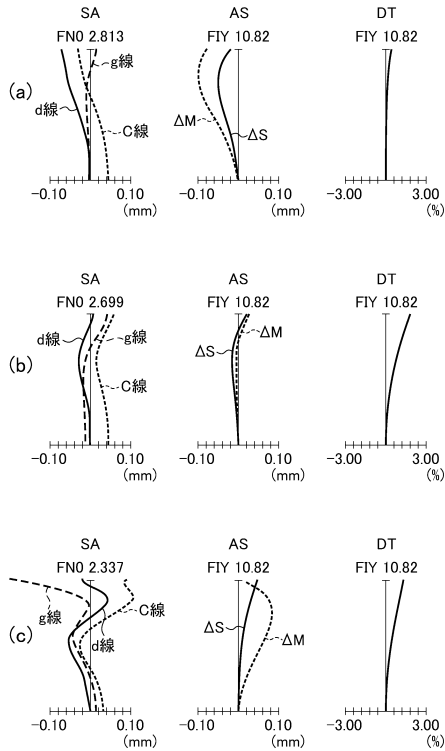 SA AS DT
FNO 2.813 FIY 10.82 FIY 10.82
(a) g線 d線 C線 ΔM ΔS
-0.10 0.10 -0.10 0.10 -3.00 3.00
(mm) (mm) (%)
SA AS DT
FNO 2.699 FIY 10.82 FIY 10.82
(b) d線 g線 C線 ΔS ΔM
-0.10 0.10 -0.10 0.10 -3.00 3.00
(mm) (mm) (%)
SA AS DT
FNO 2.337 FIY 10.82 FIY 10.82
(c) g線 C線 d線 ΔS ΔM
-0.10 0.10 -0.10 0.10 -3.00 3.00
(mm) (mm) (%)